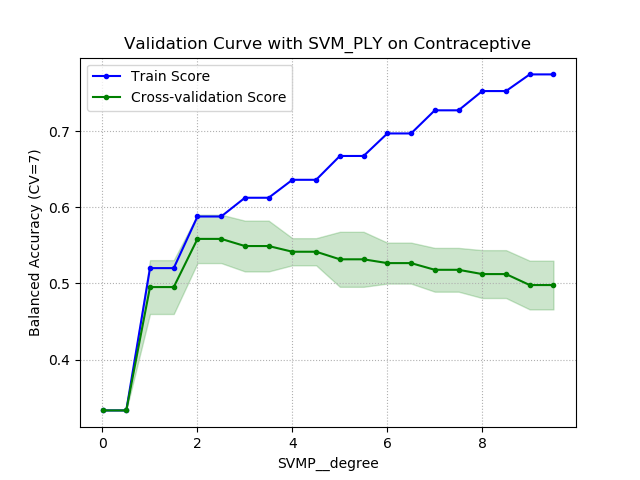 Validation Curve with SVM_PLY on Contraceptive
Train Score
Cross-validation Score
Balanced Accuracy (CV=7)
0.7
0.6
0.5
0.4
0 2 4 6 8
SVMP__degree